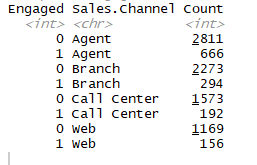 Engaged Sales.Channel Count
<int> <chr> <int>
0 Agent 2811
1 Agent 666
0 Branch 2273
1 Branch 294
0 Call Center 1573
1 Call Center 192
0 Web 1169
1 Web 156